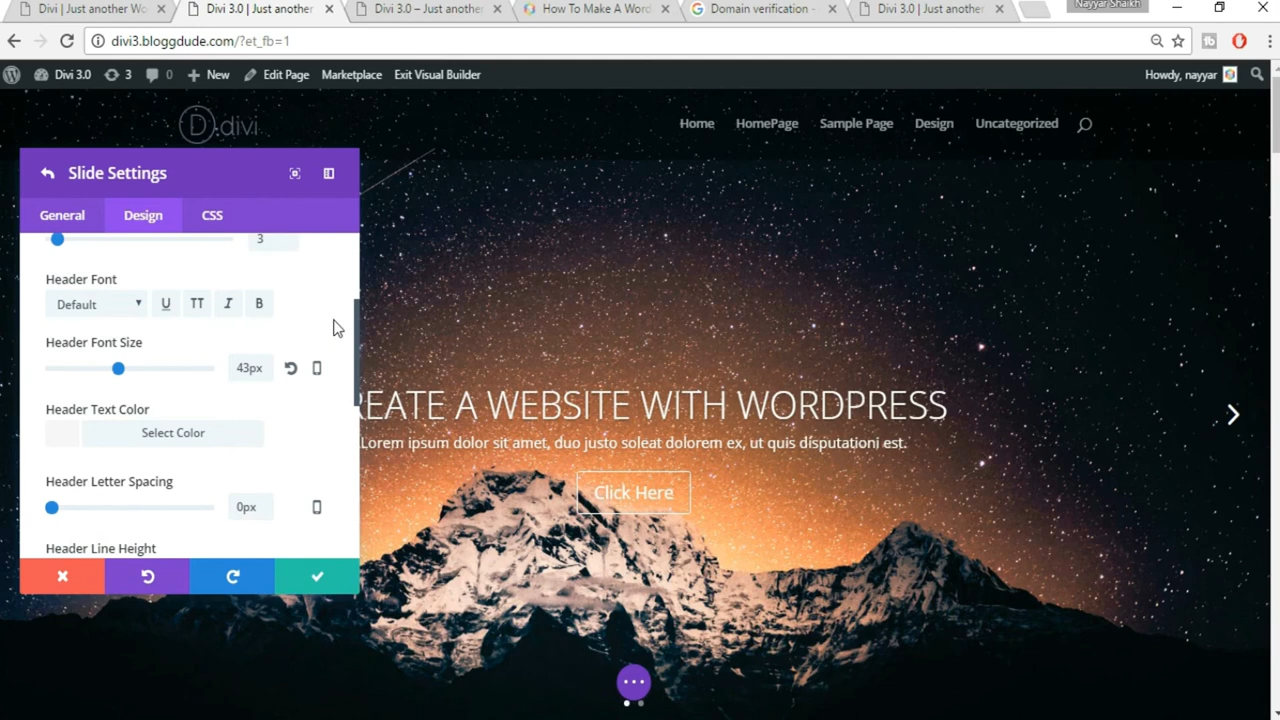 Divi | Just another Wo
Divi 3.0 | Just another
Divi 3.0 – Just another
How To Make A Word
Domain verification -
Divi 3.0 | Just another
Nayyar Shaikh
divi3.bloggdude.com/?et_fb=1
Divi 3.0
3
0
New
Edit Page
Marketplace
Exit Visual Builder
Howdy, nayyar
D.divi
Home
HomePage
Sample Page
Design
Uncategorized
Slide Settings
General
Design
CSS
3
Header Font
Default
U
TT
I
B
Header Font Size
43px
Header Text Color
Select Color
Header Letter Spacing
0px
Header Line Height
REATE A WEBSITE WITH WORDPRESS
Lorem ipsum dolor sit amet, duo justo soleat dolorem ex, ut quis disputationi est.
Click Here